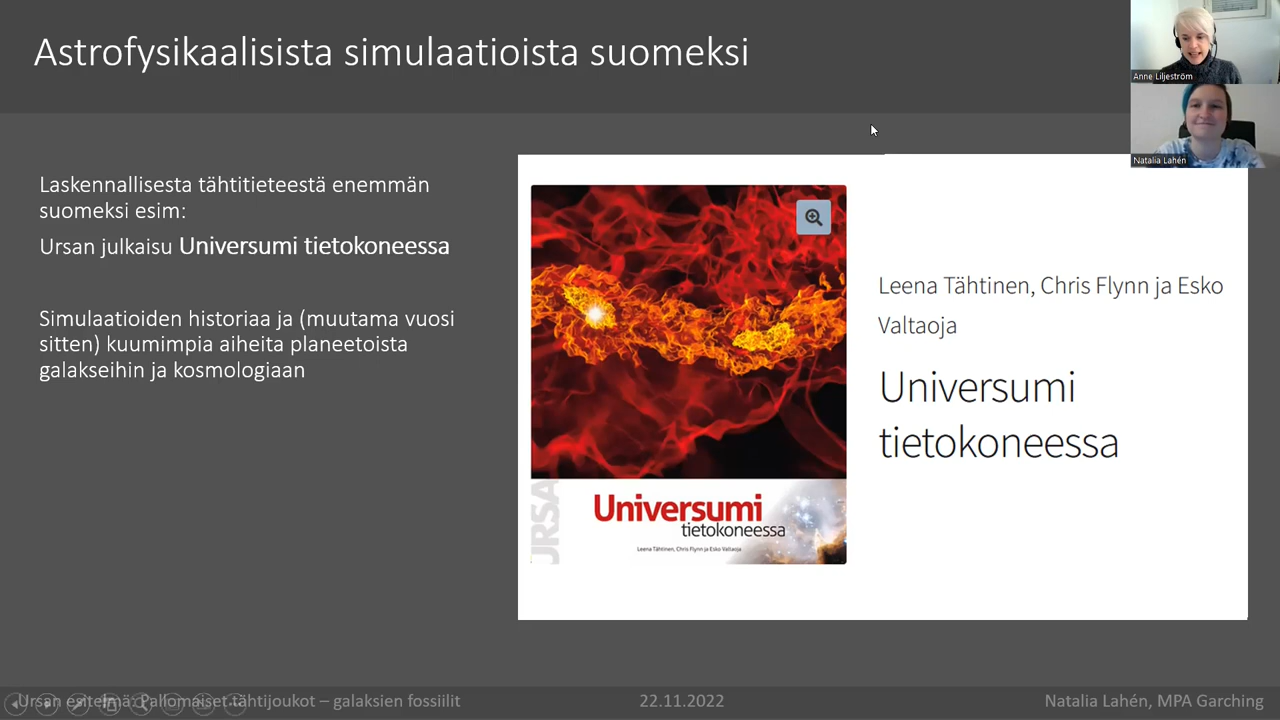 Astrofysikaalisista simulaatioista suomeksi
Anne Liljeström
Natalia Lahén
Laskennallisesta tähtitieteestä enemmän
suomeksi esim:
Ursan julkaisu Universumi tietokoneessa
Simulaatioiden historiaa ja (muutama vuosi
sitten) kuumimpia aiheita planeetoista
galakseihin ja kosmologiaan
URSA
Universumi
tietokoneessa
Leena Tähtinen, Chris Flynn ja Esko Valtaoja
Leena Tähtinen, Chris Flynn ja Esko
Valtaoja
Universumi
tietokoneessa
Ursan esitelmä: Pallomaiset tähtijoukot – galaksien fossiilit
22.11.2022
Natalia Lahén, MPA Garching